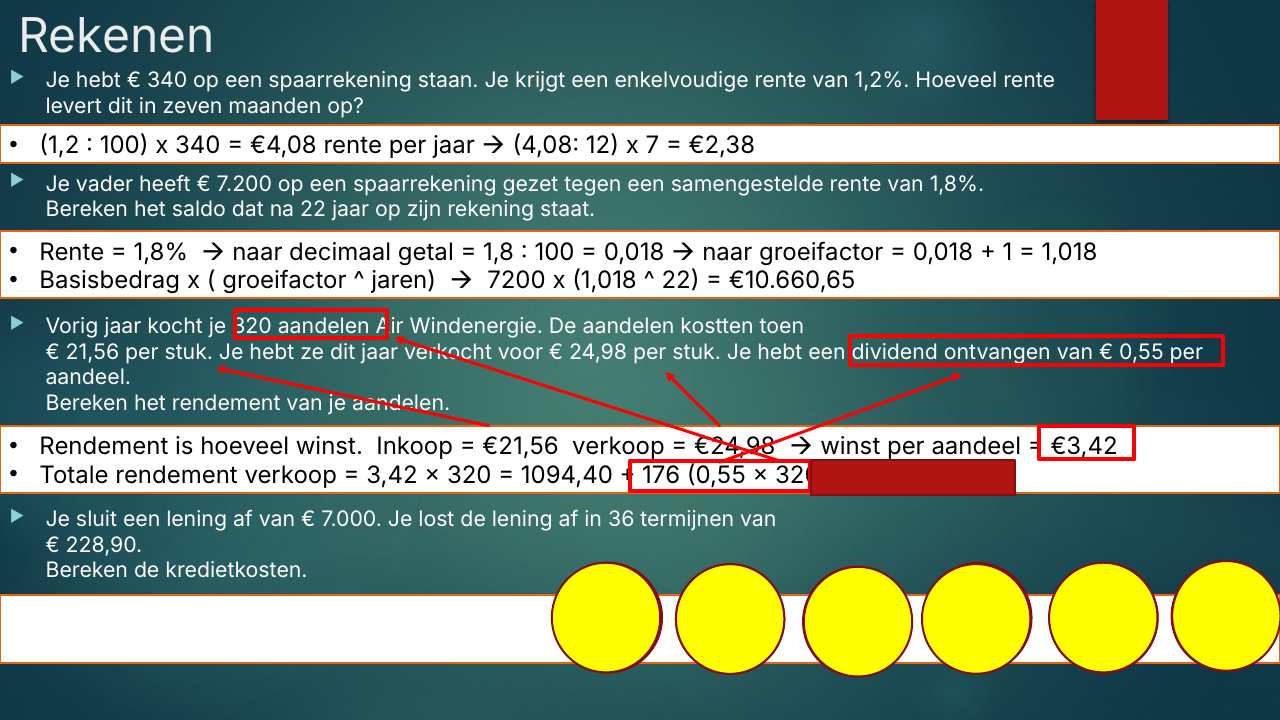 Rekenen
Je hebt € 340 op een spaarrekening staan. Je krijgt een enkelvoudige rente van 1,2%. Hoeveel rente
levert dit in zeven maanden op?
• (1,2 : 100) x 340 = €4,08 rente per jaar → (4,08: 12) x 7 = €2,38
Je vader heeft € 7.200 op een spaarrekening gezet tegen een samengestelde rente van 1,8%.
Bereken het saldo dat na 22 jaar op zijn rekening staat.
• Rente = 1,8% → naar decimaal getal = 1,8 : 100 = 0,018 → naar groeifactor = 0,018 + 1 = 1,018
• Basisbedrag x ( groeifactor ^ jaren) → 7200 x (1,018 ^ 22) = €10.660,65
Vorig jaar kocht je 320 aandelen Air Windenergie. De aandelen kostten toen
€ 21,56 per stuk. Je hebt ze dit jaar verkocht voor € 24,98 per stuk. Je hebt een dividend ontvangen van € 0,55 per
aandeel.
Bereken het rendement van je aandelen.
• Rendement is hoeveel winst. Inkoop = €21,56 verkoop = €24,98 → winst per aandeel = €3,42
• Totale rendement verkoop = 3,42 × 320 = 1094,40 + 176 (0,55 × 320
Je sluit een lening af van € 7.000. Je lost de lening af in 36 termijnen van
€ 228,90.
Bereken de kredietkosten.